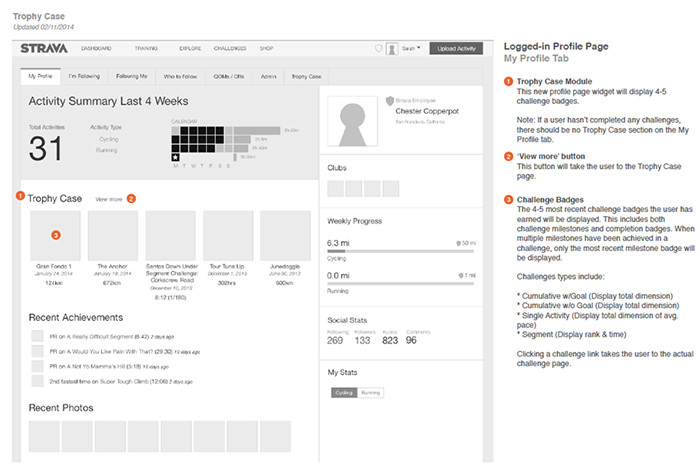 Trophy Case
Updated 02/11/2014
STRAVA DASHBOARD TRAINING EXPLORE CHALLENGES SHOP Sarah Upload Activity
My Profile I'm Following Following Me Who to Follow QOMs / CRs Admin Trophy Case
Activity Summary Last 4 Weeks
Total Activities
31
Activity Type
Cycling
Running
CALENDAR
M T W T F S S
Strava Employee
Chester Copperpot
San Francisco, California
Clubs
Weekly Progress
6.3 mi 50 mi
Cycling
0.0 mi 1 mi
Running
Social Stats
Following Followers Kudos Comments
269 133 823 96
My Stats
Cycling Running
1 Trophy Case View more 2
3
Gran Fondo 1
January 24, 2014
124km
The Anchor
January 18, 2014
672km
Santos Down Under
Segment Challenge:
Corkscrew Road
December 10, 2013
8:12 (1/180)
Tour Tune Up
December 1, 2013
302hrs
Junedoggle
June 30, 2013
900km
Recent Achievements
PR on A Really Difficult Segment (6:42) 2 days ago
PR on A Would You Like Pain With That? (29:30) 10 days ago
PR on A Not Yo Mamma's Hill (5:18) 15 days ago
2nd fastest time on Super Tough Climb (12:06) 2 days ago
Recent Photos
Logged-in Profile Page
My Profile Tab
1 Trophy Case Module
This new profile page widget will display 4-5
challenge badges.
Note: If a user hasn't completed any challenges,
there should be no Trophy Case section on the My
Profile tab.
2 'View more' button
This button will take the user to the Trophy Case
page.
3 Challenge Badges
The 4-5 most recent challenge badges the user has
earned will be displayed. This includes both
challenge milestones and completion badges. When
multiple milestones have been achieved in a
challenge, only the most recent milestone badge will
be displayed.
Challenges types include:
* Cumulative w/Goal (Display total dimension)
* Cumulative w/o Goal (Display total dimension)
* Single Activity (Display total dimension of avg.
pace)
* Segment (Display rank & time)
Clicking a challenge link takes the user to the actual
challenge page.